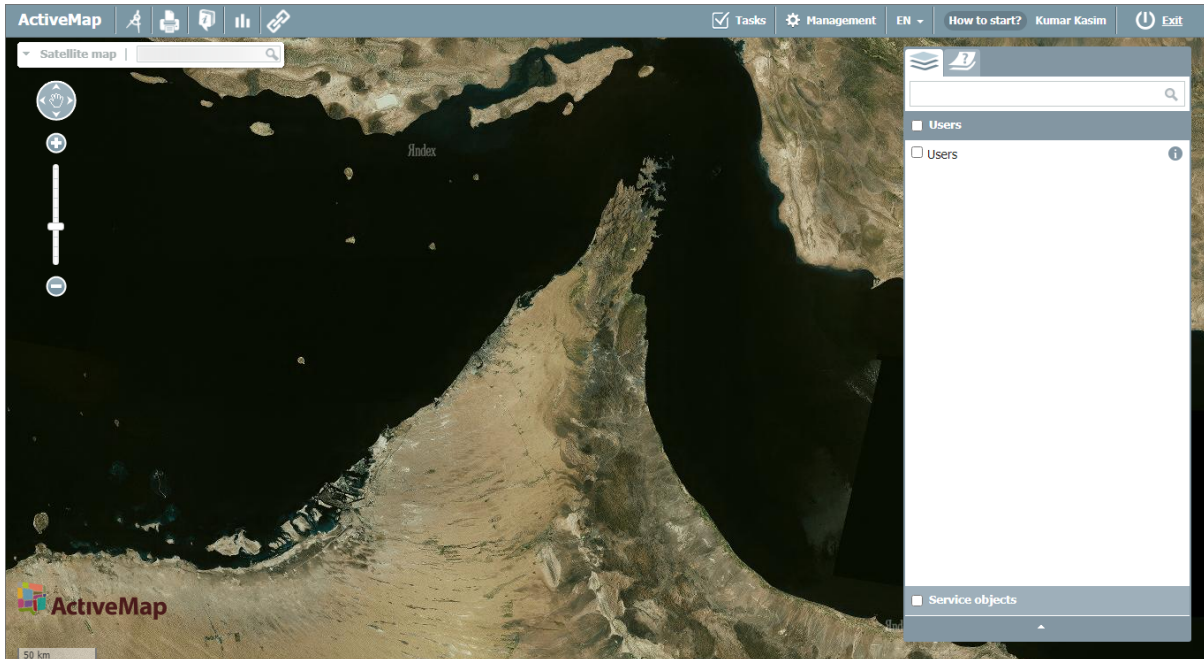 ActiveMap
Tasks
Management
EN
How to start?
Kumar Kasim
Exit
Satellite map
Users
Users
Яndex
ActiveMap
Service objects
50 km